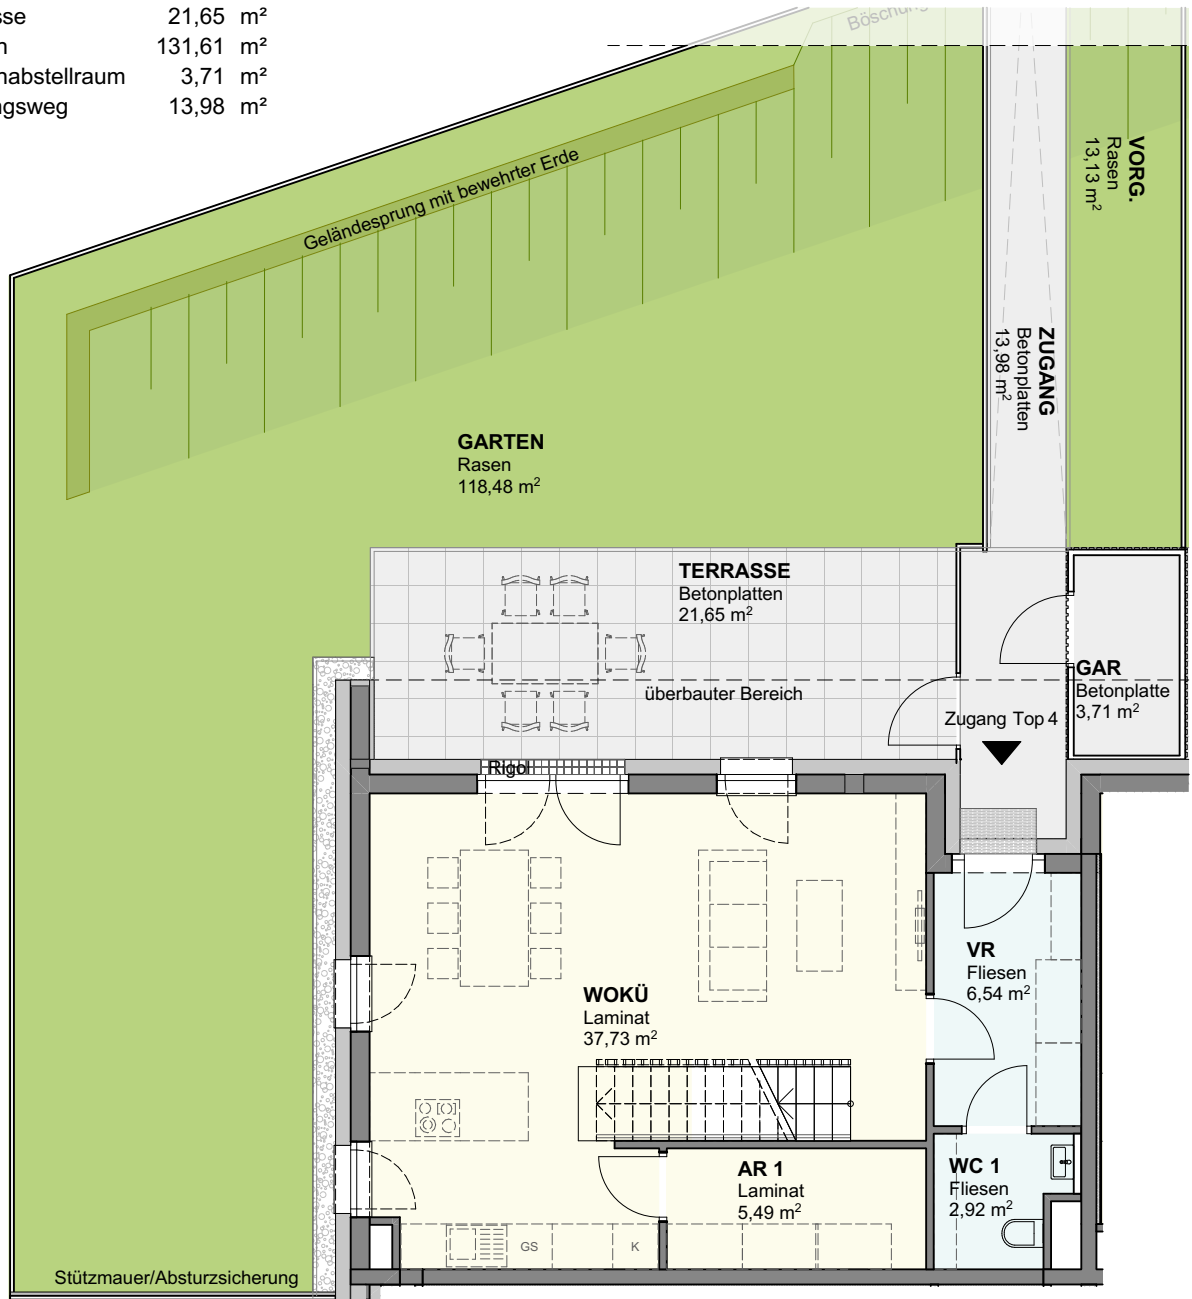 sse 21,65 m²
n 131,61 m²
nabstellraum 3,71 m²
ngsweg 13,98 m²
Böschung
Geländesprung mit bewehrter Erde
VORG.
Rasen
13,13 m²
ZUGANG
Betonplatten
13,98 m²
GARTEN
Rasen
118,48 m²
TERRASSE
Betonplatten
21,65 m²
überbauter Bereich
GAR
Betonplatte
3,71 m²
Zugang Top 4
Rigol
VR
Fliesen
6,54 m²
WOKÜ
Laminat
37,73 m²
AR 1
Laminat
5,49 m²
WC 1
Fliesen
2,92 m²
GS
K
Stützmauer/Absturzsicherung